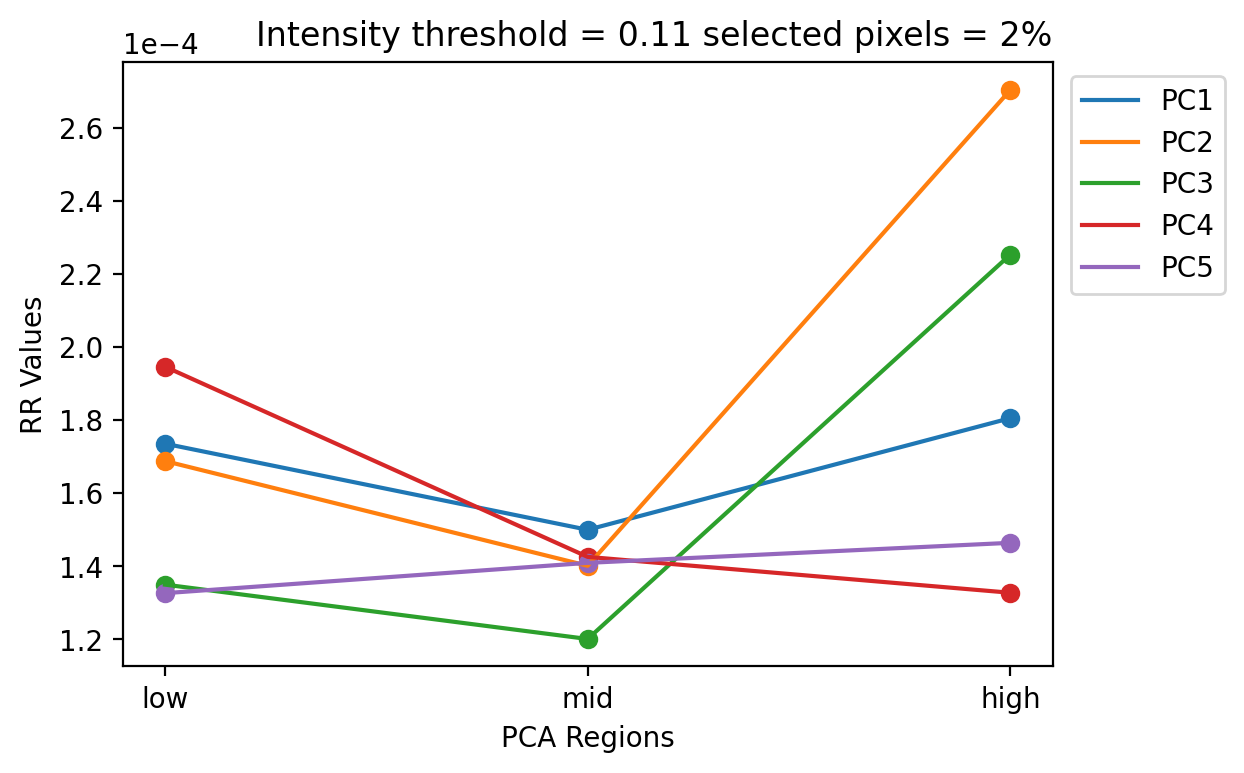 Intensity threshold = 0.11 selected pixels = 2%
1e−4
2.6
2.4
2.2
2.0
1.8
1.6
1.4
1.2
RR Values
low
mid
high
PCA Regions
PC1
PC2
PC3
PC4
PC5